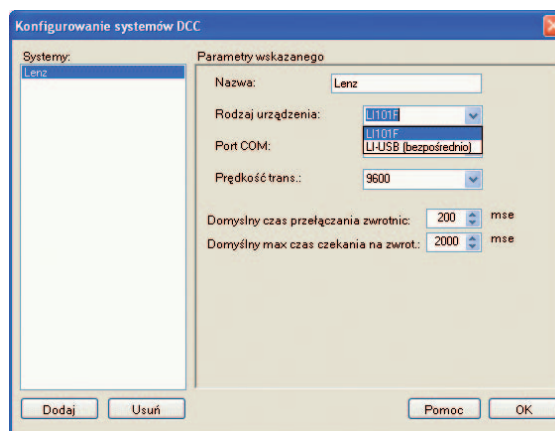 Konfigurowanie systemów DCC
Systemy:
Lenz
Parametry wskazanego
Nazwa: Lenz
Rodzaj urządzenia: LI101F
LI101F
Port COM: LI-USB (bezpośrednio)
Prędkość trans.: 9600
Domyslny czas przełączania zwrotnic: 200 mse
Domyślny max czas czekania na zwrot.: 2000 mse
Dodaj Usuń Pomoc OK